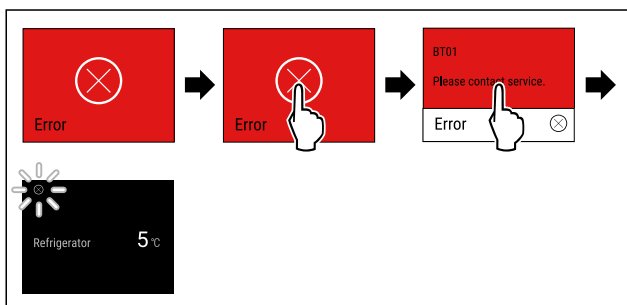 Error
Error
BT01
Please contact service.
Error
Refrigerator 5 °C